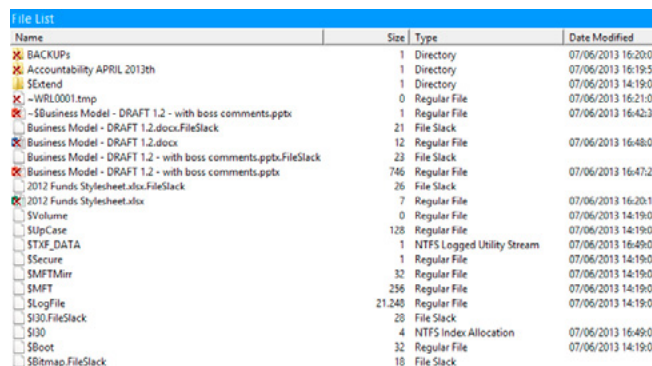 File List
Name Size Type Date Modified
BACKUPs 1 Directory 07/06/2013 16:20:0
Accountability APRIL 2013th 1 Directory 07/06/2013 16:19:5
$Extend 1 Directory 07/06/2013 14:19:0
~WRL0001.tmp 0 Regular File 07/06/2013 16:21:0
~$Business Model - DRAFT 1.2 - with boss comments.pptx 1 Regular File 07/06/2013 16:42:3
Business Model - DRAFT 1.2.docx.FileSlack 21 File Slack
Business Model - DRAFT 1.2.docx 12 Regular File 07/06/2013 16:48:0
Business Model - DRAFT 1.2 - with boss comments.pptx.FileSlack 23 File Slack
Business Model - DRAFT 1.2 - with boss comments.pptx 746 Regular File 07/06/2013 16:47:2
2012 Funds Stylesheet.xlsx.FileSlack 26 File Slack
2012 Funds Stylesheet.xlsx 7 Regular File 07/06/2013 16:20:1
$Volume 0 Regular File 07/06/2013 14:19:0
$UpCase 128 Regular File 07/06/2013 14:19:0
$TXF_DATA 1 NTFS Logged Utility Stream 07/06/2013 16:49:0
$Secure 1 Regular File 07/06/2013 14:19:0
$MFTMirr 32 Regular File 07/06/2013 14:19:0
$MFT 256 Regular File 07/06/2013 14:19:0
$LogFile 21.248 Regular File 07/06/2013 14:19:0
$I30.FileSlack 28 File Slack
$I30 4 NTFS Index Allocation 07/06/2013 16:49:0
$Boot 32 Regular File 07/06/2013 14:19:0
$Bitmap.FileSlack 18 File Slack